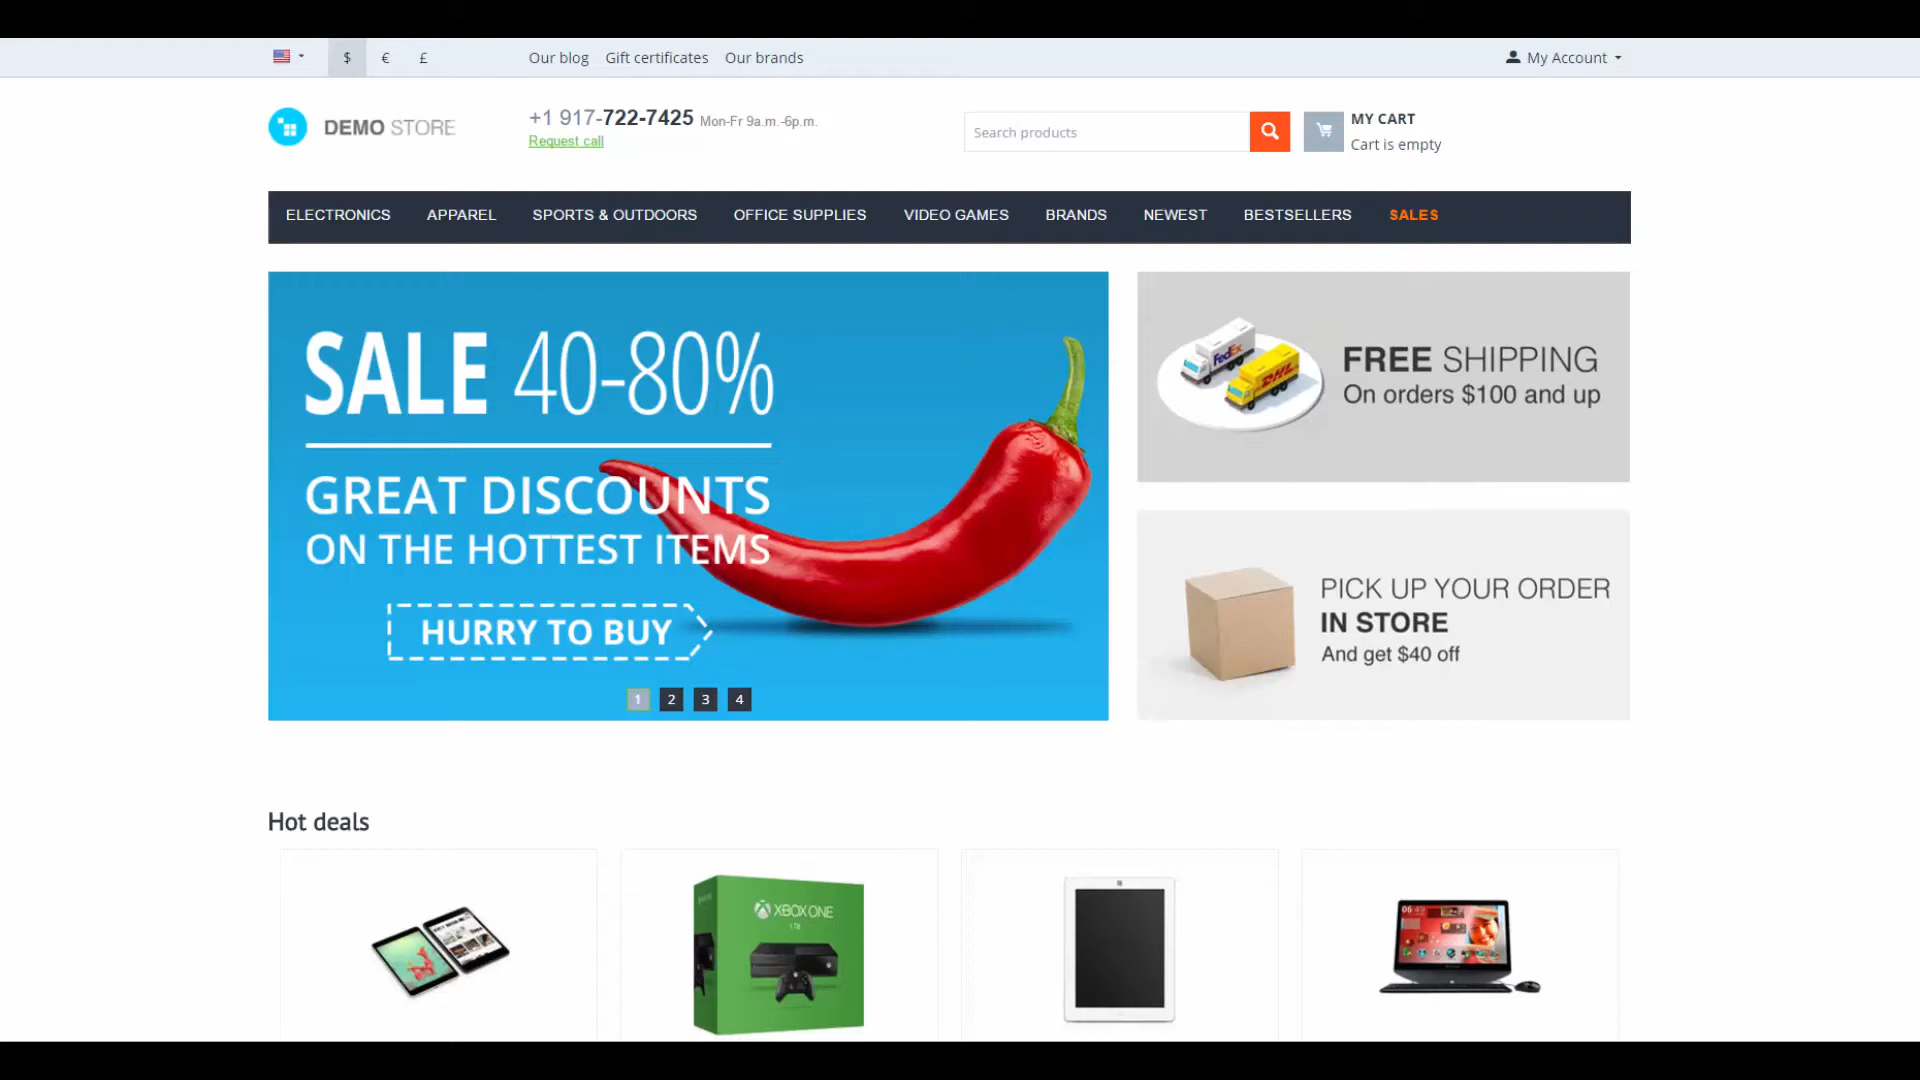 $ € £ Our blog Gift certificates Our brands My Account
DEMO STORE
+1 917-722-7425 Mon-Fr 9a.m.-6p.m.
Request call
Search products
MY CART
Cart is empty
ELECTRONICS APPAREL SPORTS & OUTDOORS OFFICE SUPPLIES VIDEO GAMES BRANDS NEWEST BESTSELLERS SALES
SALE 40-80%
GREAT DISCOUNTS
ON THE HOTTEST ITEMS
HURRY TO BUY
1 2 3 4
FedEx
DHL
FREE SHIPPING
On orders $100 and up
PICK UP YOUR ORDER
IN STORE
And get $40 off
Hot deals
XBOX ONE
1TB
06:49